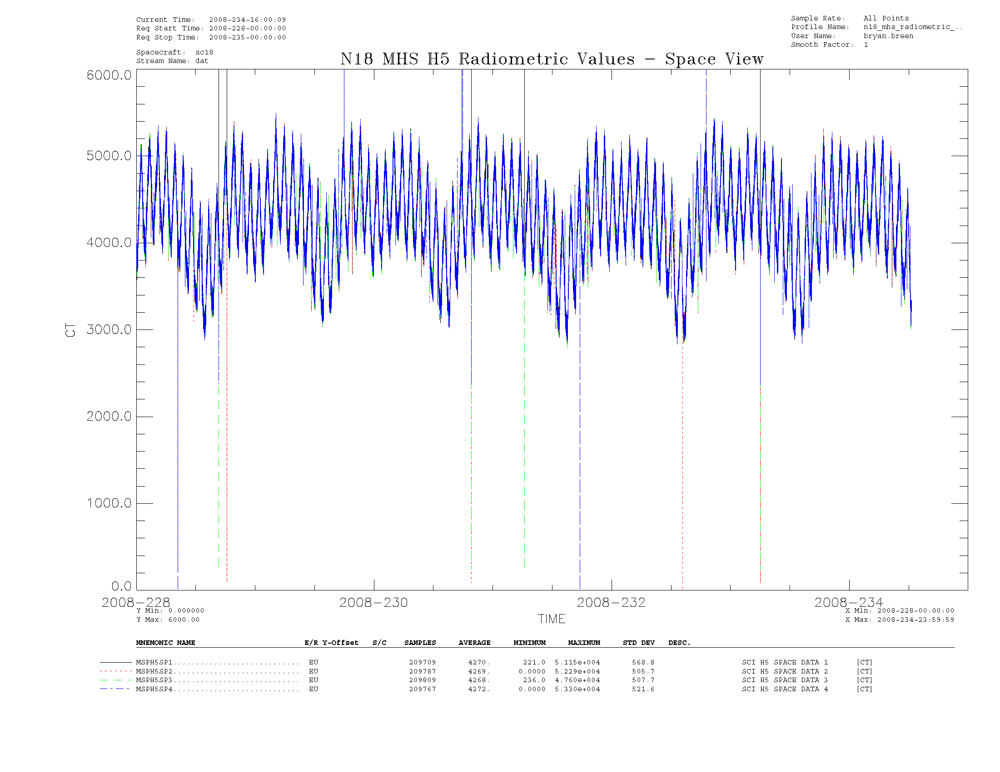 Current Time: 2008-234-16:00:09
Req Start Time: 2008-228-00:00:00
Req Stop Time: 2008-235-00:00:00
Sample Rate: All Points
Profile Name: n18_mhs_radiometric_..
User Name: bryan.breen
Smooth Factor: 1
Spacecraft: sc18
Stream Name: dat
N18 MHS H5 Radiometric Values - Space View
6000.0
5000.0
4000.0
3000.0
2000.0
1000.0
0.0
CT
2008-228 2008-230 2008-232 2008-234
TIME
Y Min: 0.000000
Y Max: 6000.00
X Min: 2008-228-00:00:00
X Max: 2008-234-23:59:59
MNEMONIC NAME E/R Y-Offset S/C SAMPLES AVERAGE MINIMUM MAXIMUM STD DEV DESC.
MSPH5SP1............................ EU 209709 4270. 221.0 5.115e+004 568.8 SCI H5 SPACE DATA 1 [CT]
MSPH5SP2............................ EU 209787 4269. 0.0000 5.229e+004 505.7 SCI H5 SPACE DATA 2 [CT]
MSPH5SP3............................ EU 209809 4268. 236.0 4.760e+004 507.7 SCI H5 SPACE DATA 3 [CT]
MSPH5SP4............................ EU 209767 4272. 0.0000 5.330e+004 521.6 SCI H5 SPACE DATA 4 [CT]